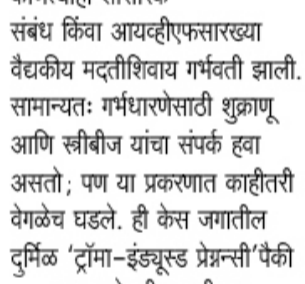 संबंध किंवा आयव्हीएफसारख्या
वैद्यकीय मदतीशिवाय गर्भवती झाली.
सामान्यतः गर्भधारणेसाठी शुक्राणू
आणि स्त्रीबीज यांचा संपर्क हवा
असतो; पण या प्रकरणात काहीतरी
वेगळेच घडले. ही केस जगातील
दुर्मिळ ‘ट्रॉमा-इंड्यूस्ड प्रेग्नन्सी’पैकी